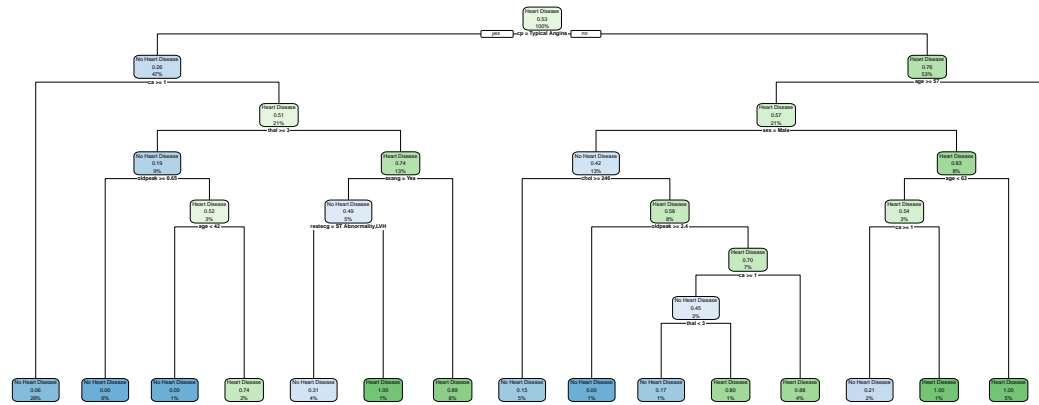 Heart Disease
0.53
100%
yes
cp = Typical Angina
no
No Heart Disease
0.26
47%
ca >= 1
Heart Disease
0.76
53%
age >= 57
Heart Disease
0.51
21%
thal >= 3
Heart Disease
0.57
21%
sex = Male
No Heart Disease
0.19
9%
oldpeak >= 0.65
Heart Disease
0.74
13%
exang = Yes
No Heart Disease
0.42
13%
chol >= 246
Heart Disease
0.83
8%
age < 63
Heart Disease
0.52
3%
age < 42
No Heart Disease
0.49
5%
restecg = ST Abnormality,LVH
Heart Disease
0.58
8%
oldpeak >= 2.4
Heart Disease
0.54
3%
ca >= 1
Heart Disease
0.70
7%
ca >= 1
No Heart Disease
0.45
3%
thal < 3
No Heart Disease
0.06
26%
No Heart Disease
0.00
6%
No Heart Disease
0.00
1%
Heart Disease
0.74
2%
No Heart Disease
0.31
4%
Heart Disease
1.00
1%
Heart Disease
0.89
8%
No Heart Disease
0.15
5%
No Heart Disease
0.00
1%
No Heart Disease
0.17
1%
Heart Disease
0.80
1%
Heart Disease
0.88
4%
No Heart Disease
0.21
2%
Heart Disease
1.00
1%
Heart Disease
1.00
5%